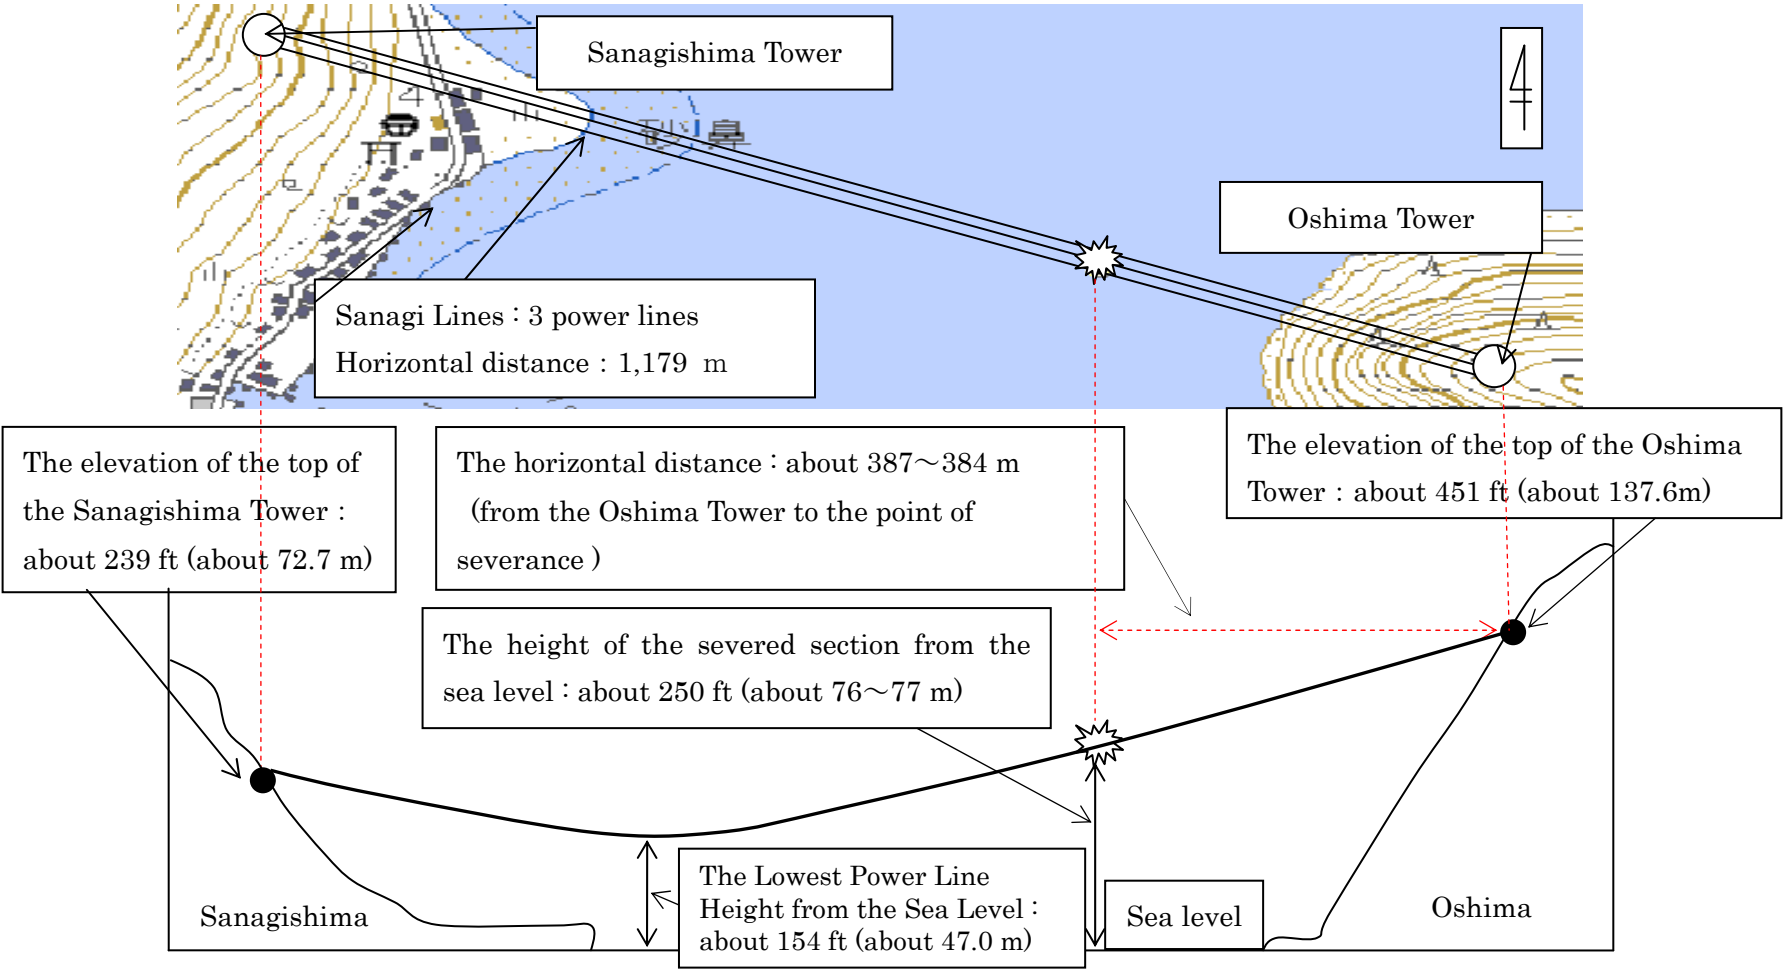 Sanagishima Tower
Oshima Tower
Sanagi Lines : 3 power lines
Horizontal distance : 1,179 m
The elevation of the top of
the Sanagishima Tower :
about 239 ft (about 72.7 m)
The horizontal distance : about 387～384 m
(from the Oshima Tower to the point of
severance )
The elevation of the top of the Oshima
Tower : about 451 ft (about 137.6m)
The height of the severed section from the
sea level : about 250 ft (about 76～77 m)
The Lowest Power Line
Height from the Sea Level :
about 154 ft (about 47.0 m)
Sea level
Sanagishima
Oshima